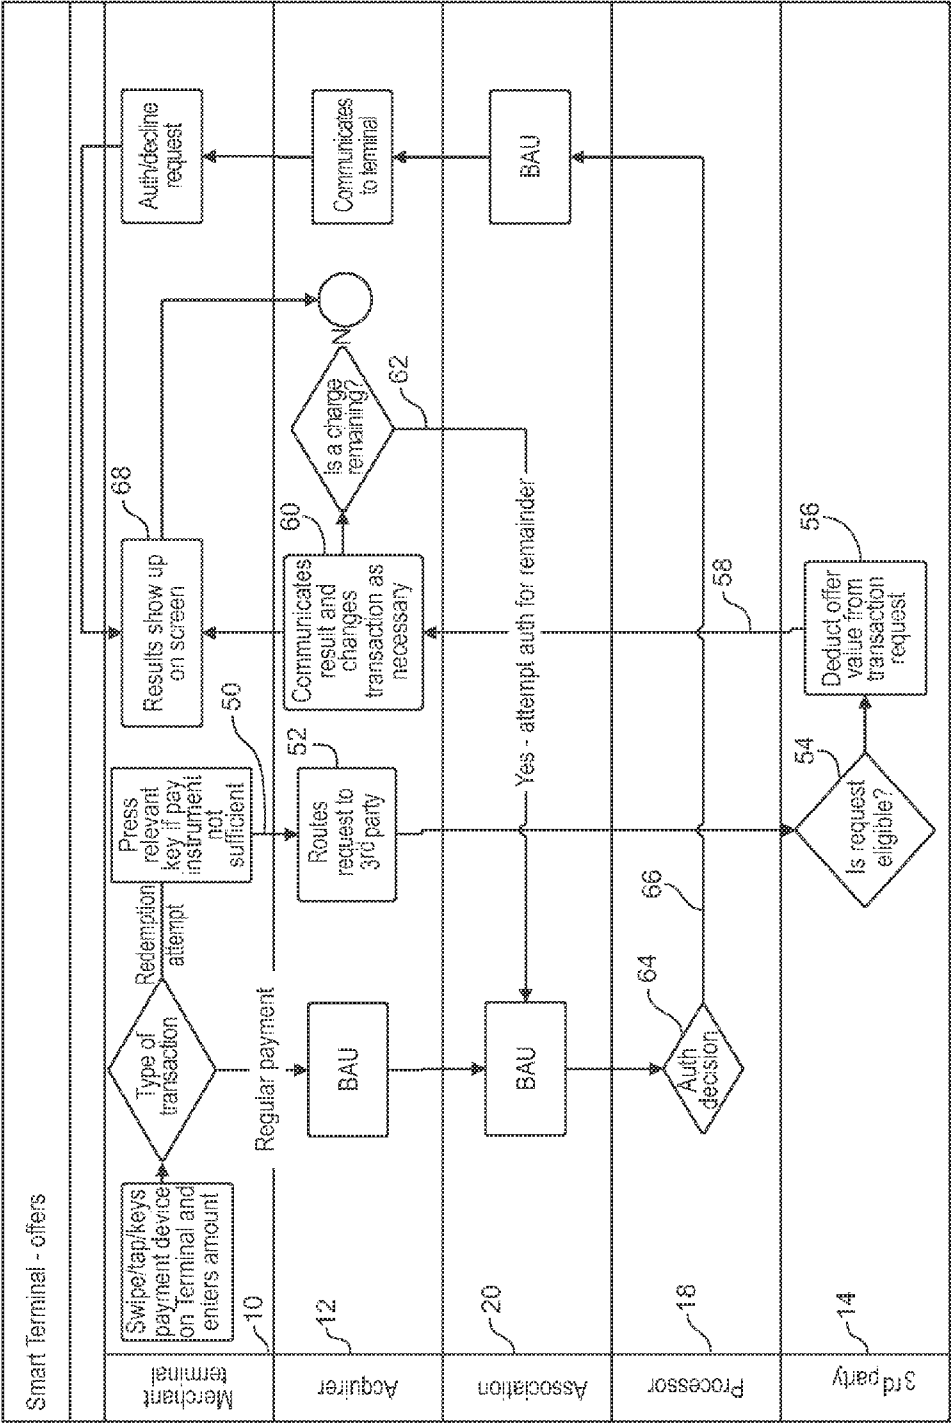 Smart Terminal - offers
Merchant
terminal
10
Swipe/tap/keys
payment device
on Terminal and
enters amount
Type of
transaction
Redemption
attempt
Press
relevant
key if pay
instrument
not
sufficient
50
Results show up
on screen
68
Auth/decline
request
Regular payment
Acquirer
12
BAU
Routes
request to
3rd party
52
Communicates
result and
changes
transaction as
necessary
60
Is a charge
remaining?
N
62
Communicates
to terminal
Association
20
BAU
Yes - attempt auth for remainder
BAU
Processor
18
Auth
decision
64
66
58
3rd party
14
Is request
eligible?
54
Deduct offer
value from
transaction
request
56